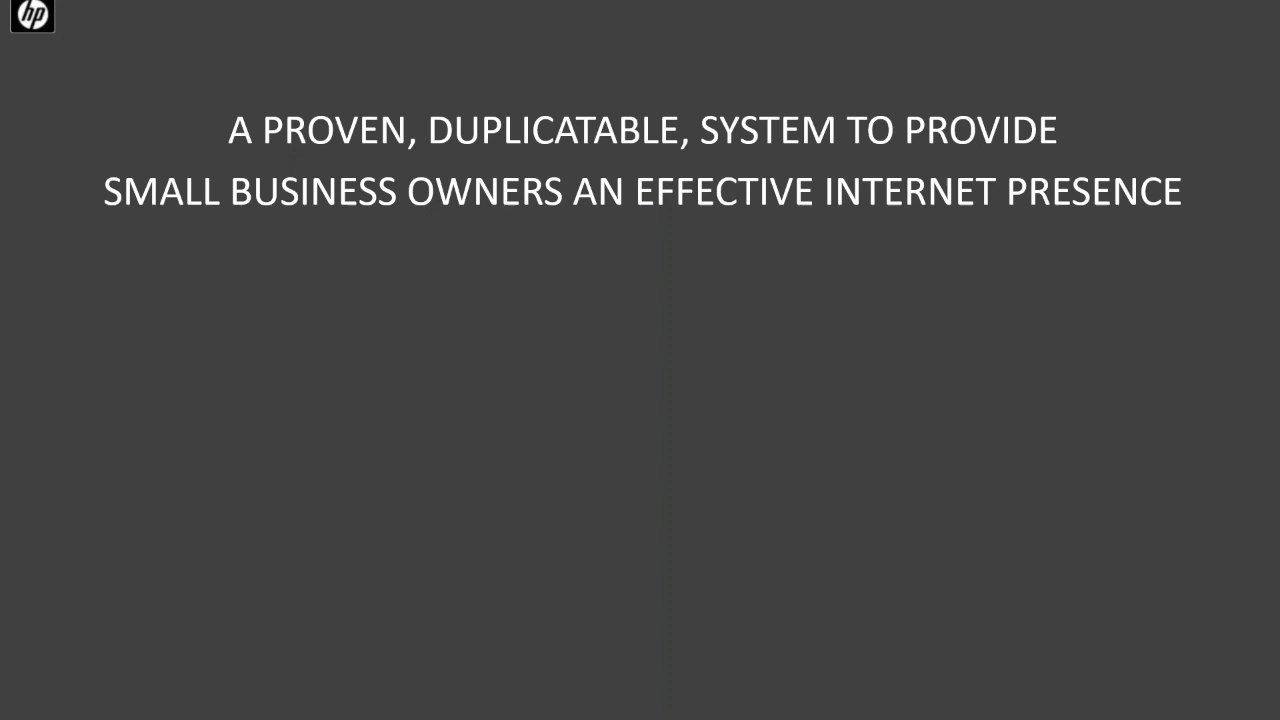 hp
A PROVEN, DUPLICATABLE, SYSTEM TO PROVIDE
SMALL BUSINESS OWNERS AN EFFECTIVE INTERNET PRESENCE